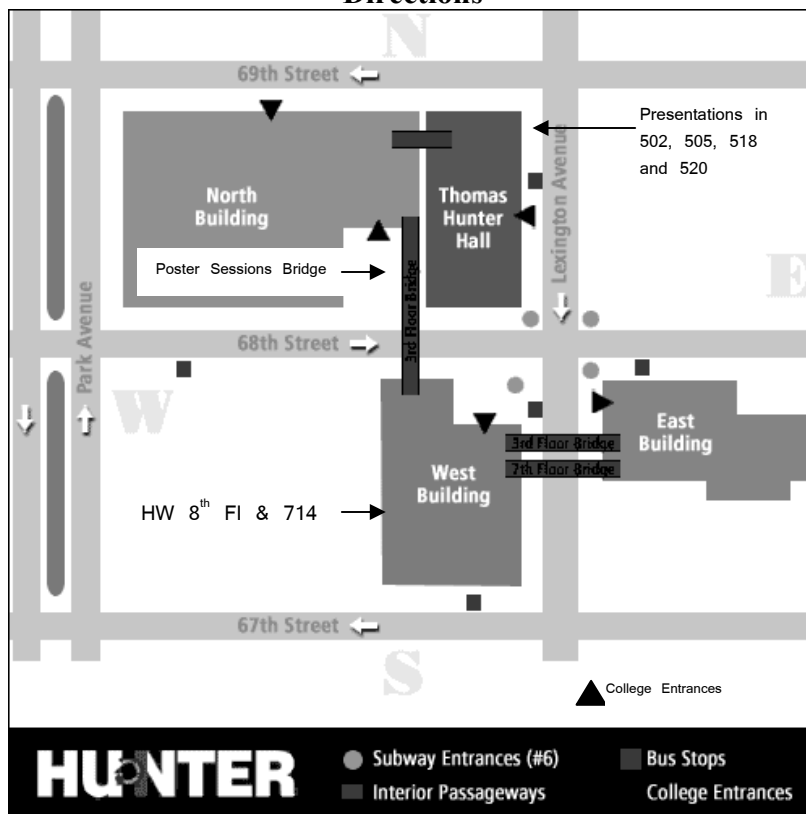 Directions
N
69th Street
Presentations in
502, 505, 518
and 520
Lexington Avenue
North
Building
Thomas
Hunter
Hall
E
Poster Sessions Bridge
3rd Floor Bridge
Park Avenue
68th Street
W
East
Building
3rd Floor Bridge
7th Floor Bridge
West
Building
HW 8th Fl & 714
67th Street
S
College Entrances
HUNTER
Subway Entrances (#6)
Bus Stops
Interior Passageways
College Entrances